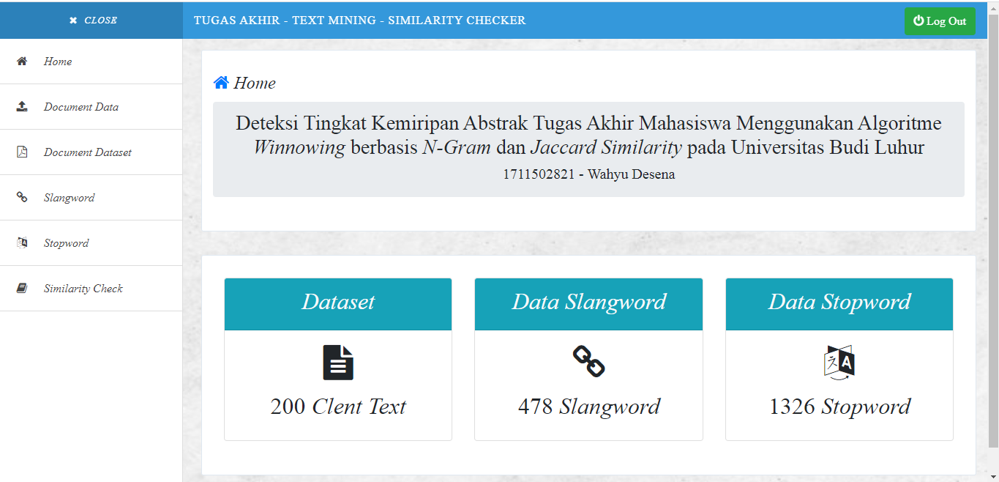 CLOSE
TUGAS AKHIR - TEXT MINING - SIMILARITY CHECKER
Log Out
Home
Document Data
Document Dataset
Slangword
Stopword
Similarity Check
Home
Deteksi Tingkat Kemiripan Abstrak Tugas Akhir Mahasiswa Menggunakan Algoritme
Winnowing berbasis N-Gram dan Jaccard Similarity pada Universitas Budi Luhur
1711502821 - Wahyu Desena
Dataset
200 Clent Text
Data Slangword
478 Slangword
Data Stopword
1326 Stopword